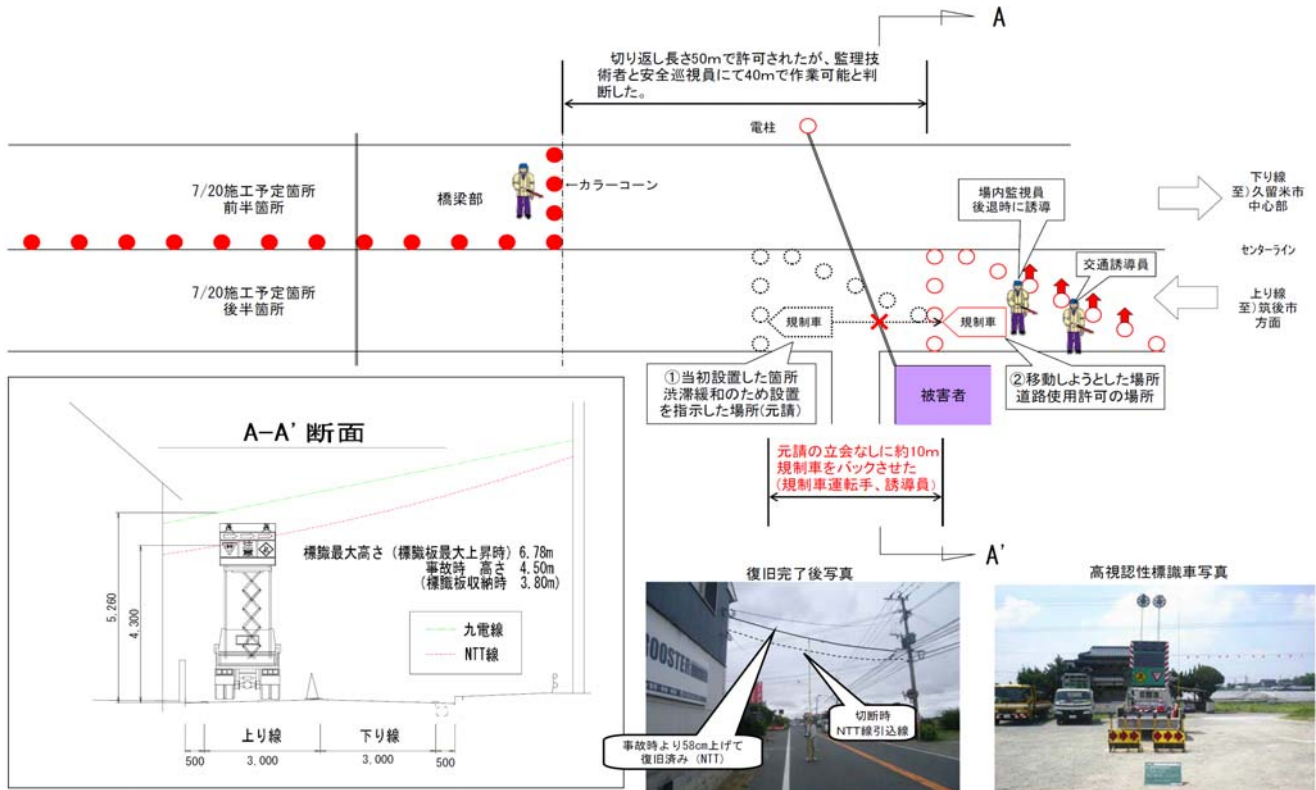 A
切り返し長さ50mで許可されたが、監理技
術者と安全巡視員にて40mで作業可能と判
断した。
電柱
7/20施工予定箇所
前半箇所
橋梁部
←カラーコーン
場内監視員
後退時に誘導
下り線
至)久留米市
中心部
センターライン
交通誘導員
7/20施工予定箇所
後半箇所
規制車
規制車
上り線
至)筑後市
方面
①当初設置した箇所
渋滞緩和のため設置
を指示した場所(元請)
被害者
②移動しようとした場所
道路使用許可の場所
元請の立会なしに約10m
規制車をバックさせた
(規制車運転手、誘導員)
A'
A-A'断面
標識最大高さ (標識板最大上昇時) 6.78m
事故時 高さ 4.50m
(標識板収納時 3.80m)
5.260
4.300
九電線
NTT線
上り線
下り線
500
3.000
3.000
500
復旧完了後写真
切断時
NTT線引込線
事故時より58cm上げて
復旧済み (NTT)
高視認性標識車写真